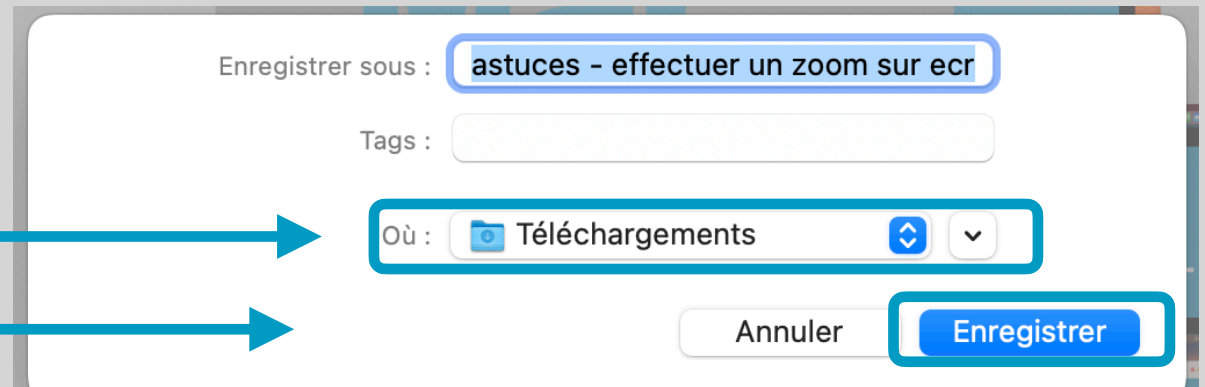 Enregistrer sous : astuces - effectuer un zoom sur ecr
Tags :
Où : Téléchargements
Annuler Enregistrer